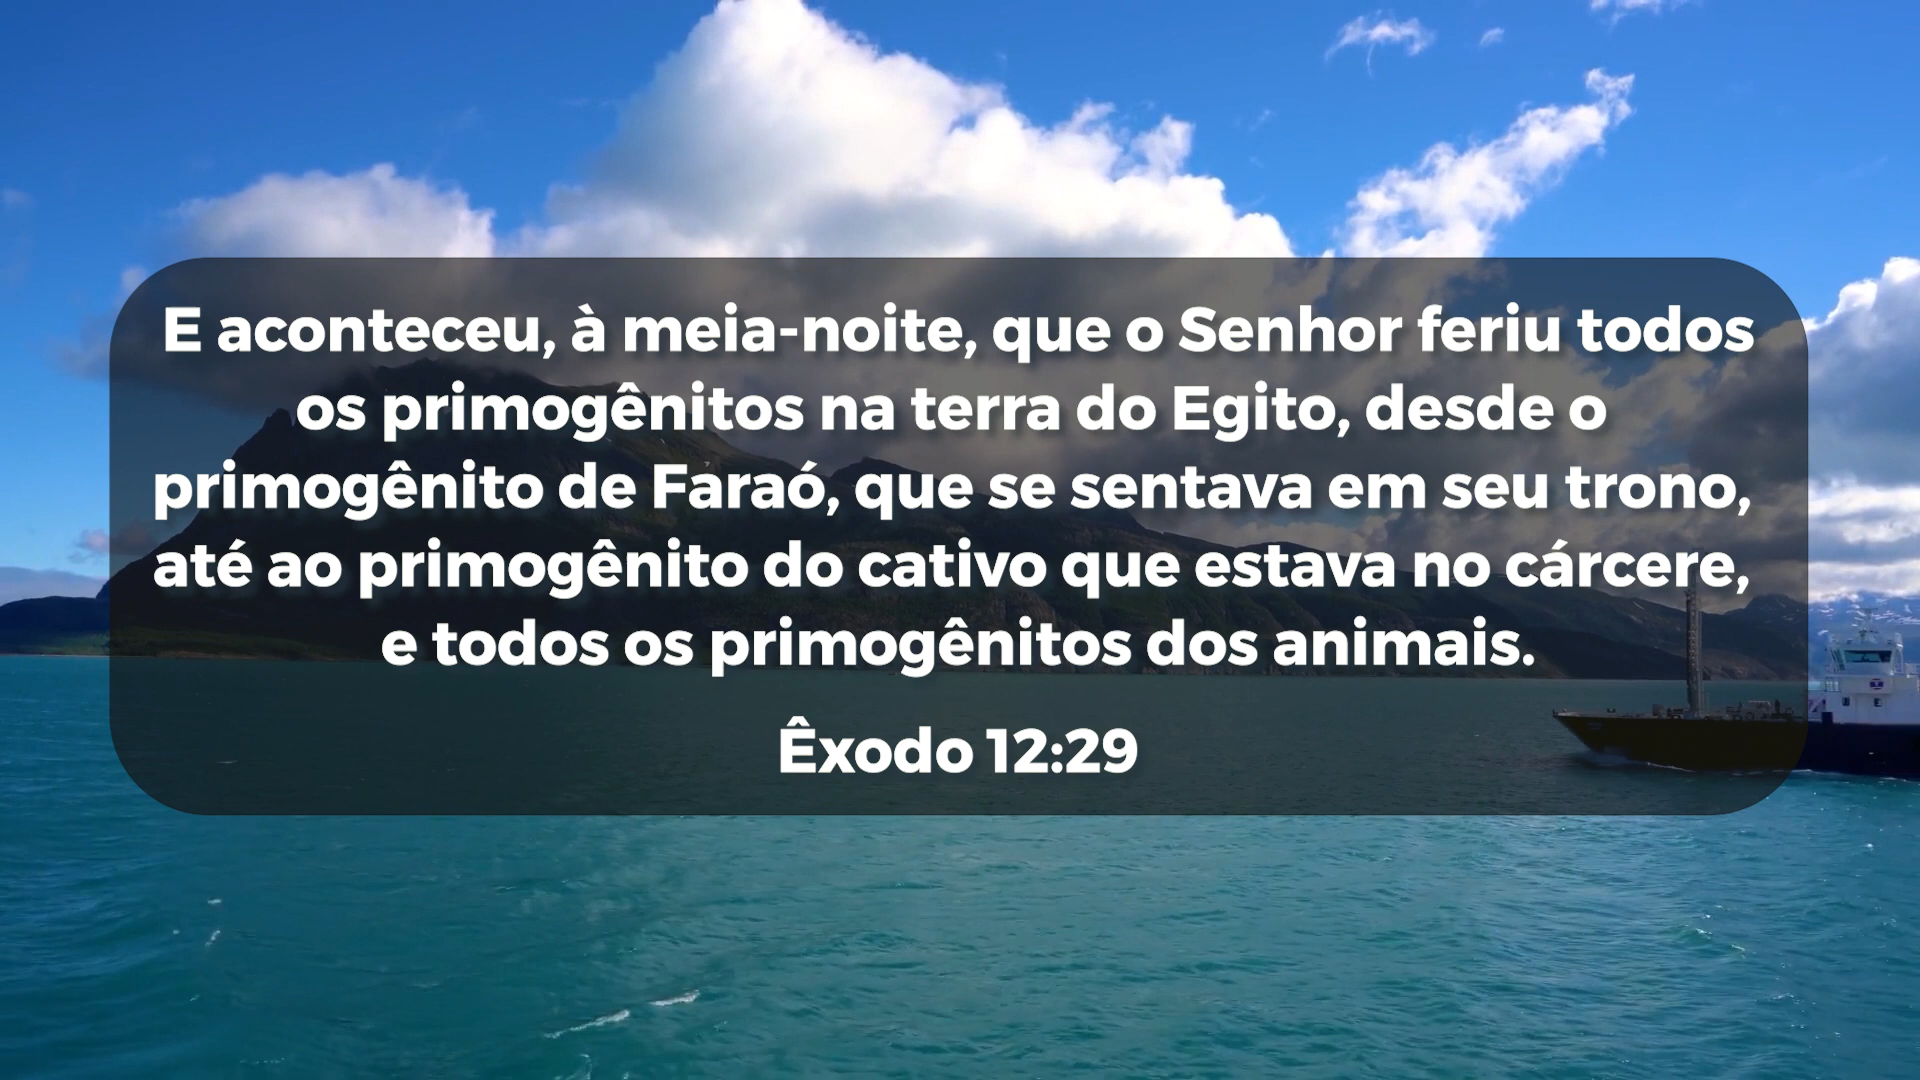 E aconteceu, à meia-noite, que o Senhor feriu todos
os primogênitos na terra do Egito, desde o
primogênito de Faraó, que se sentava em seu trono,
até ao primogênito do cativo que estava no cárcere,
e todos os primogênitos dos animais.
Êxodo 12:29